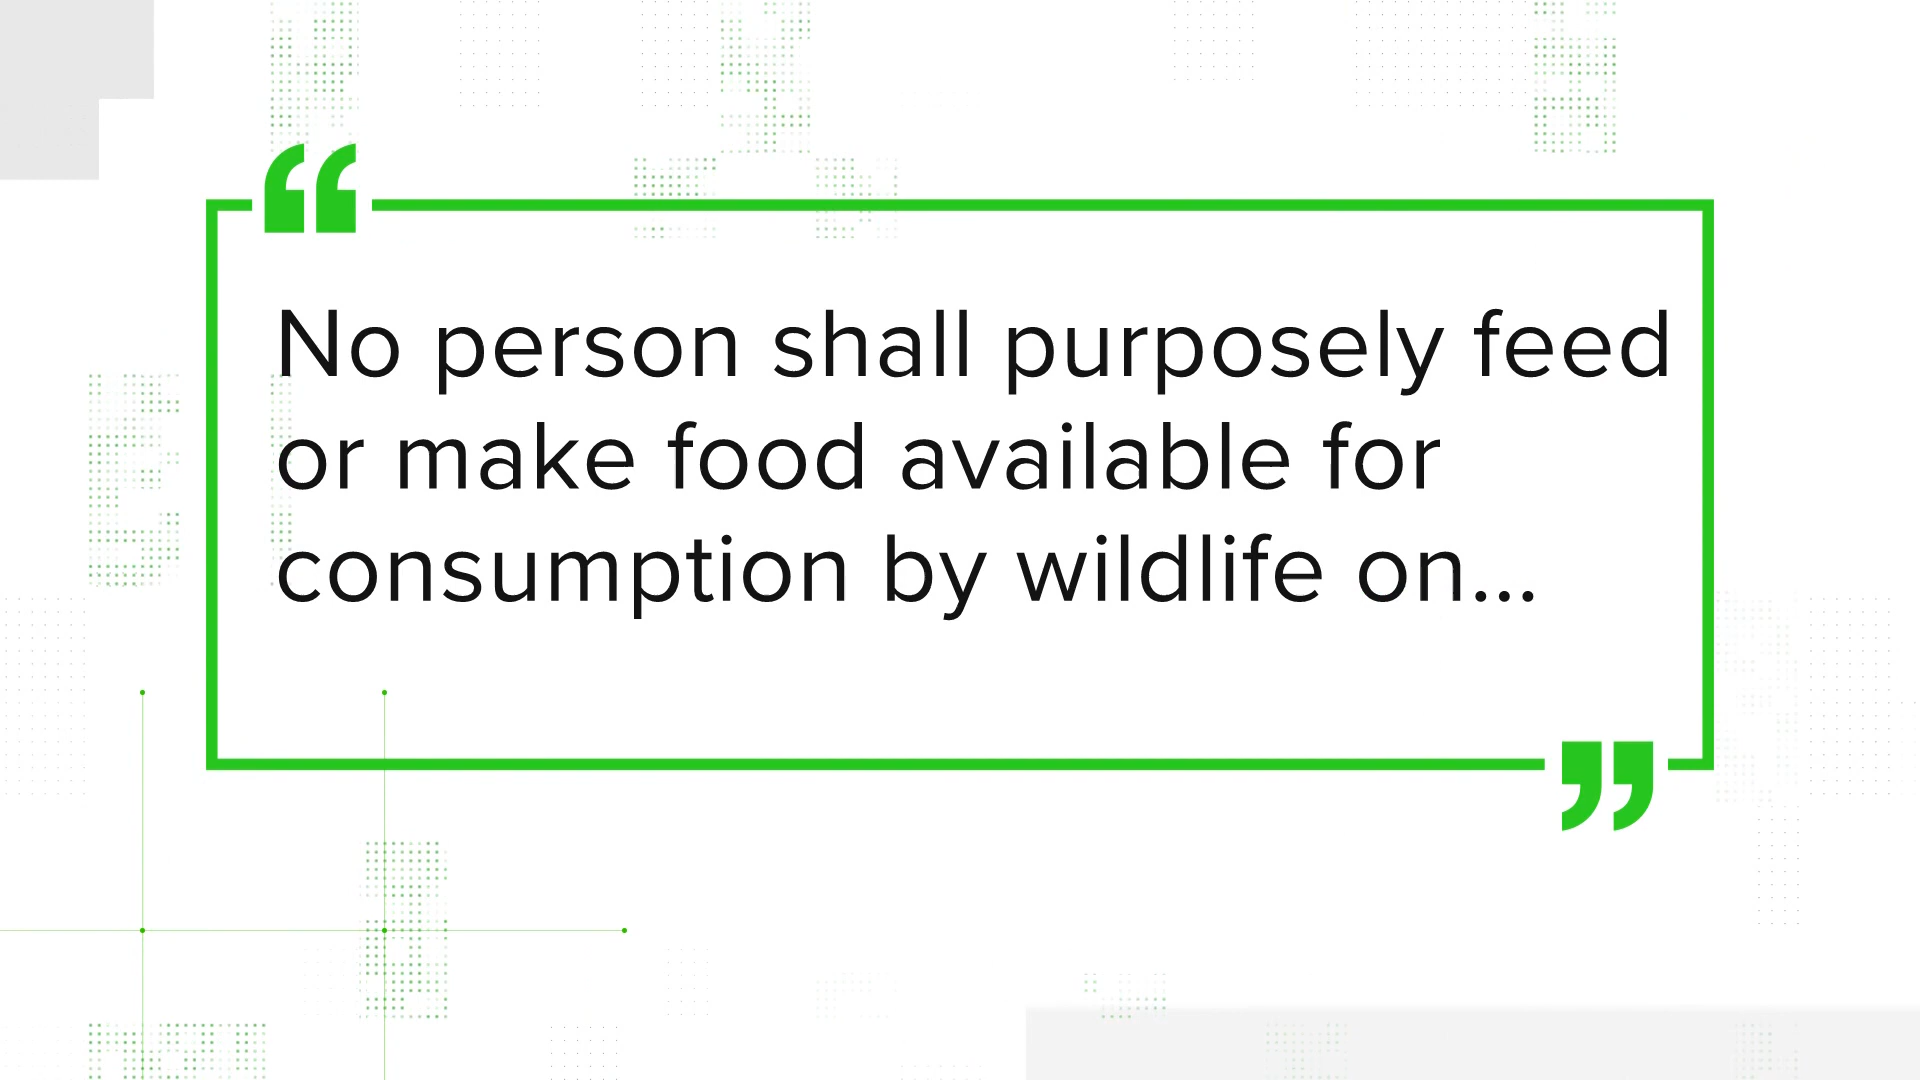 “
No person shall purposely feed
or make food available for
consumption by wildlife on...
”